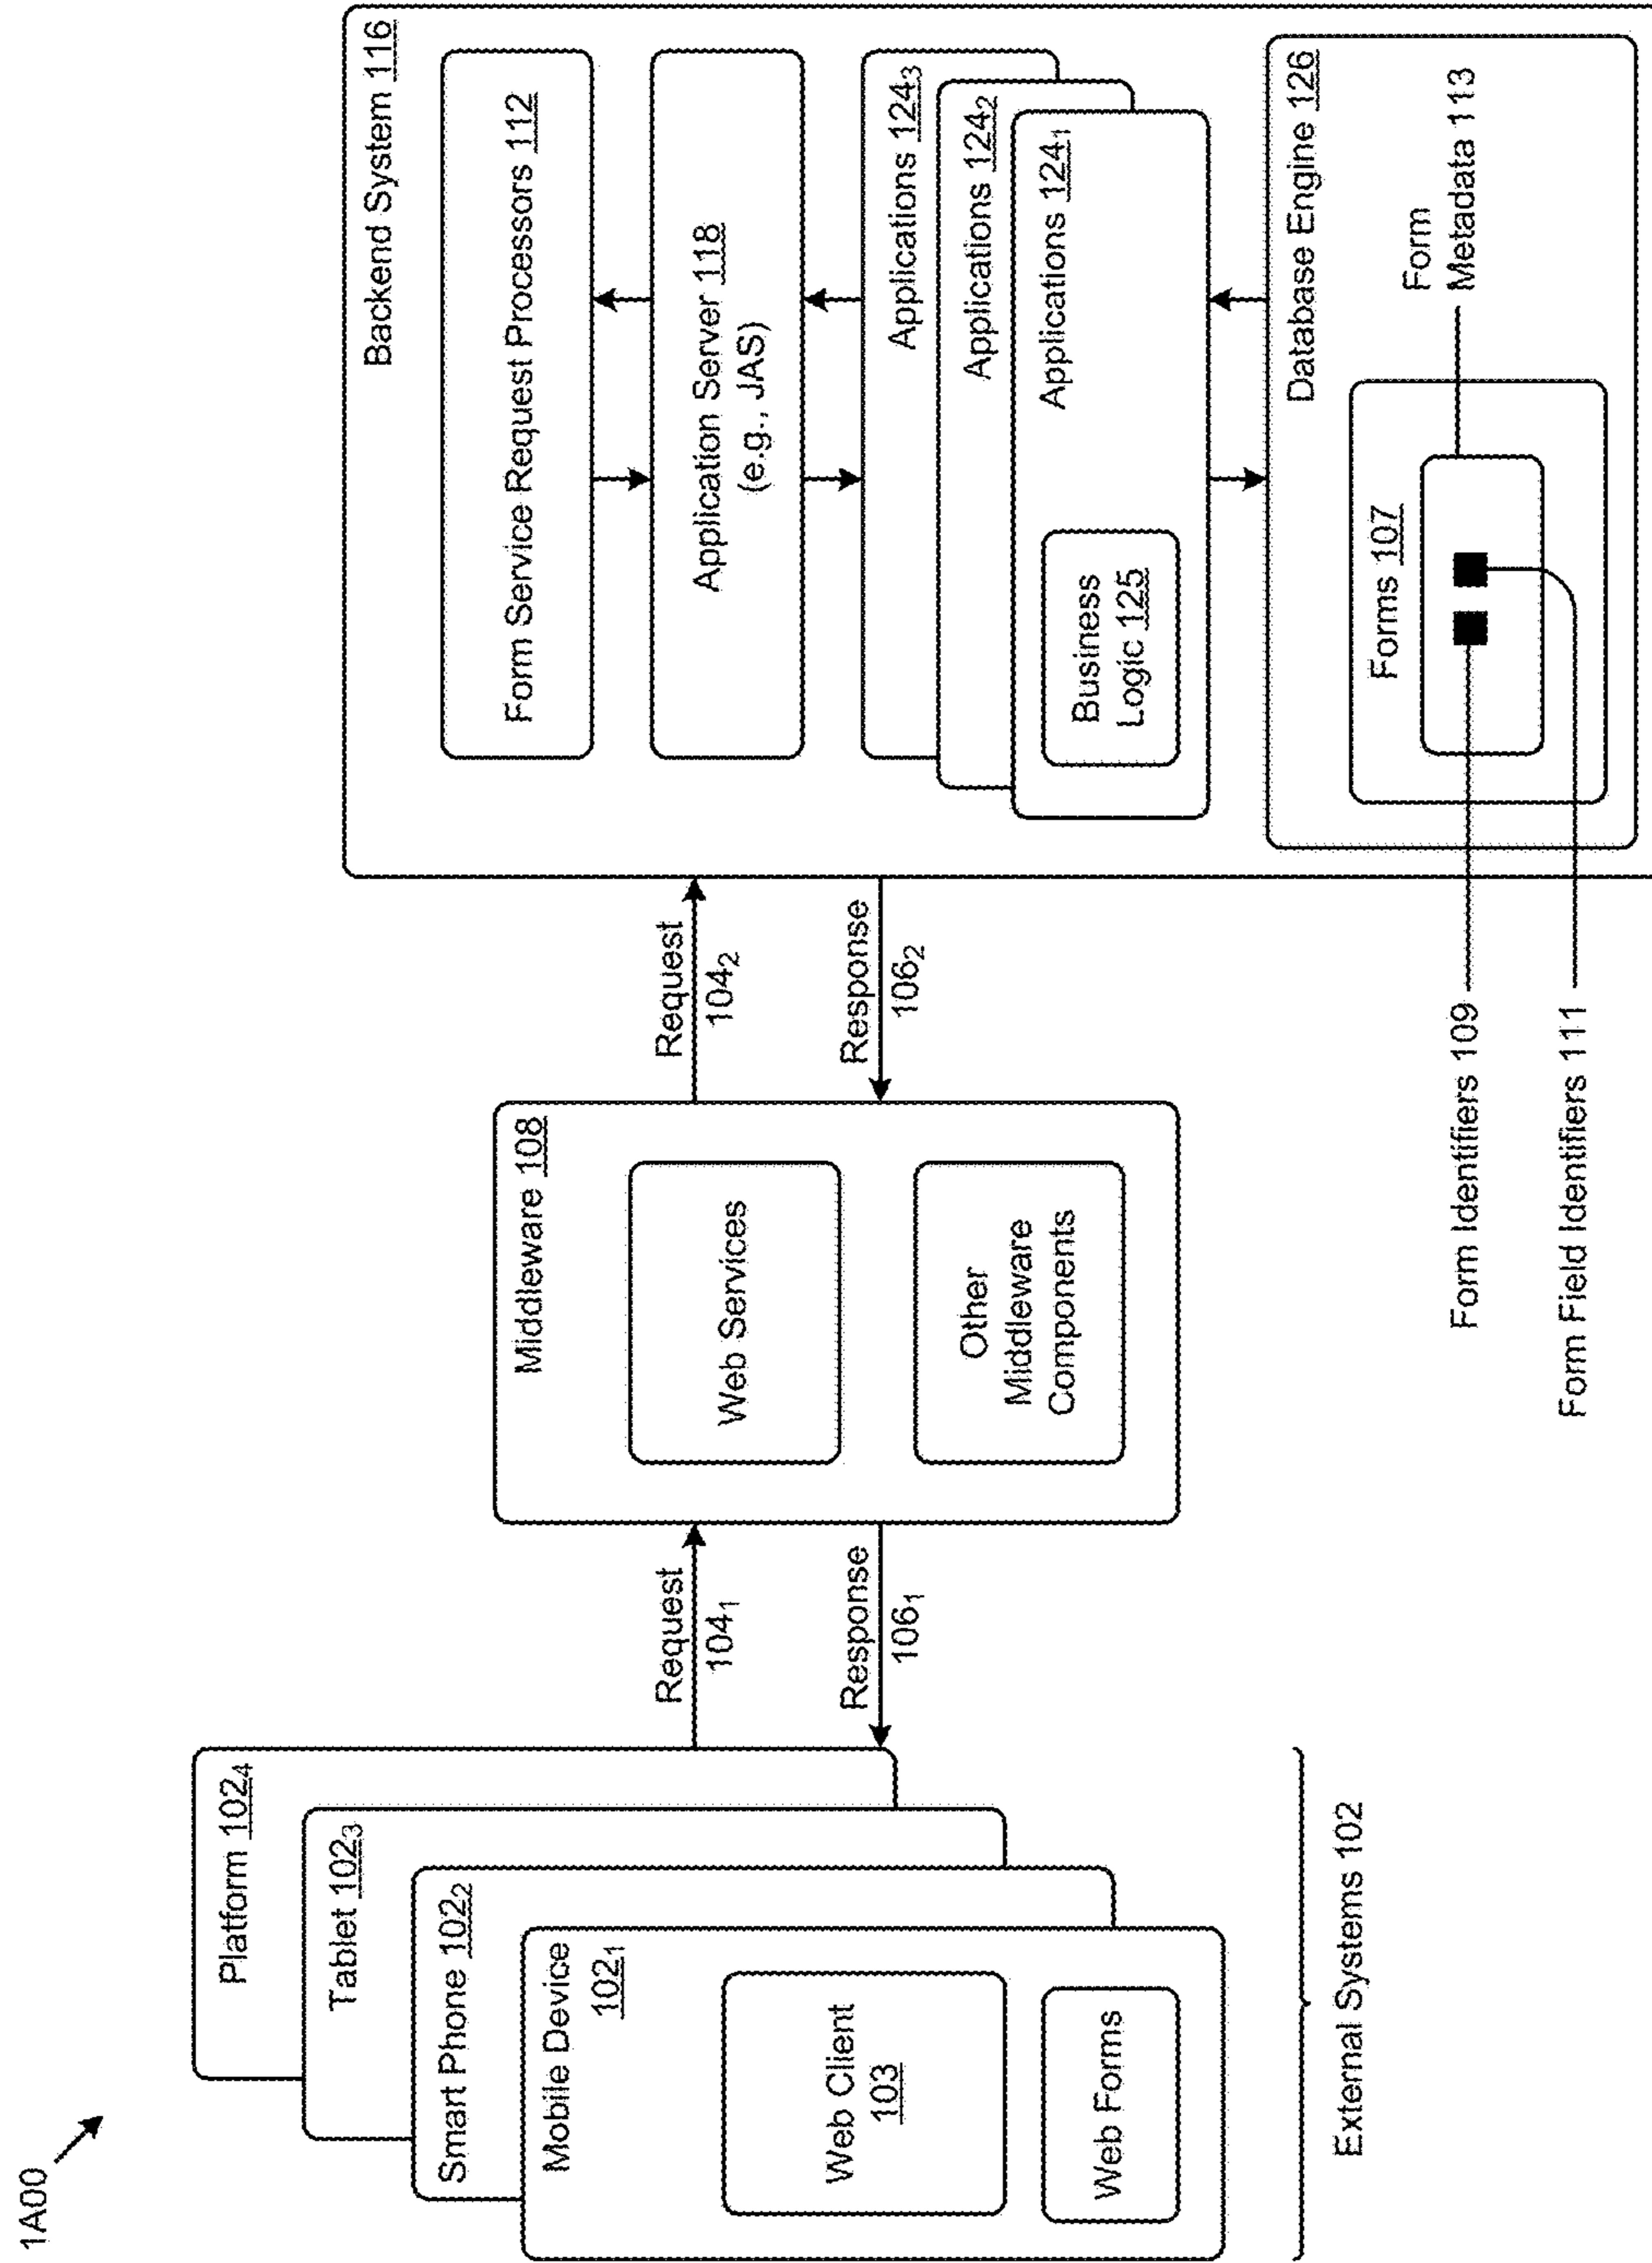 1A00
Platform 102₄
Tablet 102₃
Smart Phone 102₂
Mobile Device
102₁
Web Client
103
Web Forms
External Systems 102
Request
104₁
Response
106₁
Middleware 108
Web Services
Other
Middleware
Components
Request
104₂
Response
106₂
Backend System 116
Form Service Request Processors 112
Application Server 118
(e.g., JAS)
Applications 124₃
Applications 124₂
Applications 124₁
Business
Logic 125
Database Engine 126
Forms 107
Form
Metadata 113
Form Identifiers 109
Form Field Identifiers 111